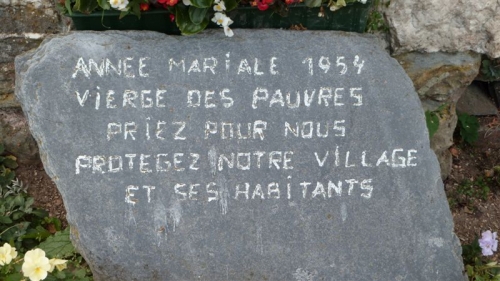 ANNEE MARIALE 1954
VIERGE DES PAUVRES
PRIEZ POUR NOUS
PROTEGEZ NOTRE VILLAGE
ET SES HABITANTS